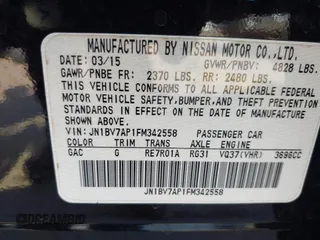 MANUFACTURED BY NISSAN MOTOR CO.,LTD.
DATE: 03/15 GVWR/PNBV: 4828 LBS.
GAWR/PNBE FR: 2370 LBS. RR: 2480 LBS.
THIS VEHICLE CONFORMS TO ALL APPLICABLE
FEDERAL MOTOR VEHICLE SAFETY,BUMPER,AND THEFT PREVENTION
STANDARDS IN EFFECT ON THE DATE OF MANUFACTURE
SHOWN ABOVE.
VIN: JN1BV7AP1FM342558 PASSENGER CAR
COLOR TRIM TRANS AXLE ENGINE
GAC G RE7R01A RG31 VQ37(VHR) 3696CC
JN1BV7AP1FM342558
© DREAMBID